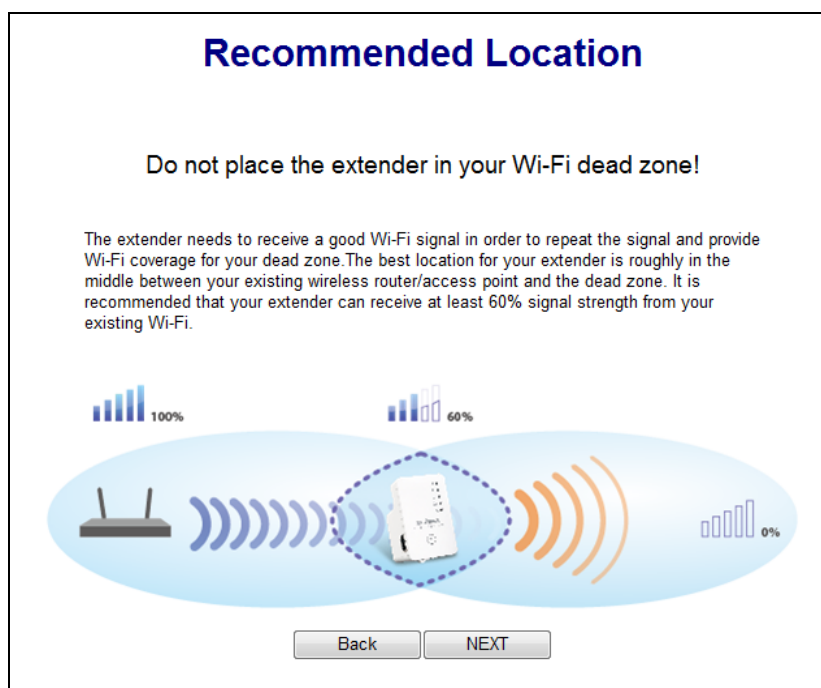 Recommended Location
Do not place the extender in your Wi-Fi dead zone!
The extender needs to receive a good Wi-Fi signal in order to repeat the signal and provide
Wi-Fi coverage for your dead zone.The best location for your extender is roughly in the
middle between your existing wireless router/access point and the dead zone. It is
recommended that your extender can receive at least 60% signal strength from your
existing Wi-Fi.
100%
60%
0%
Back
NEXT